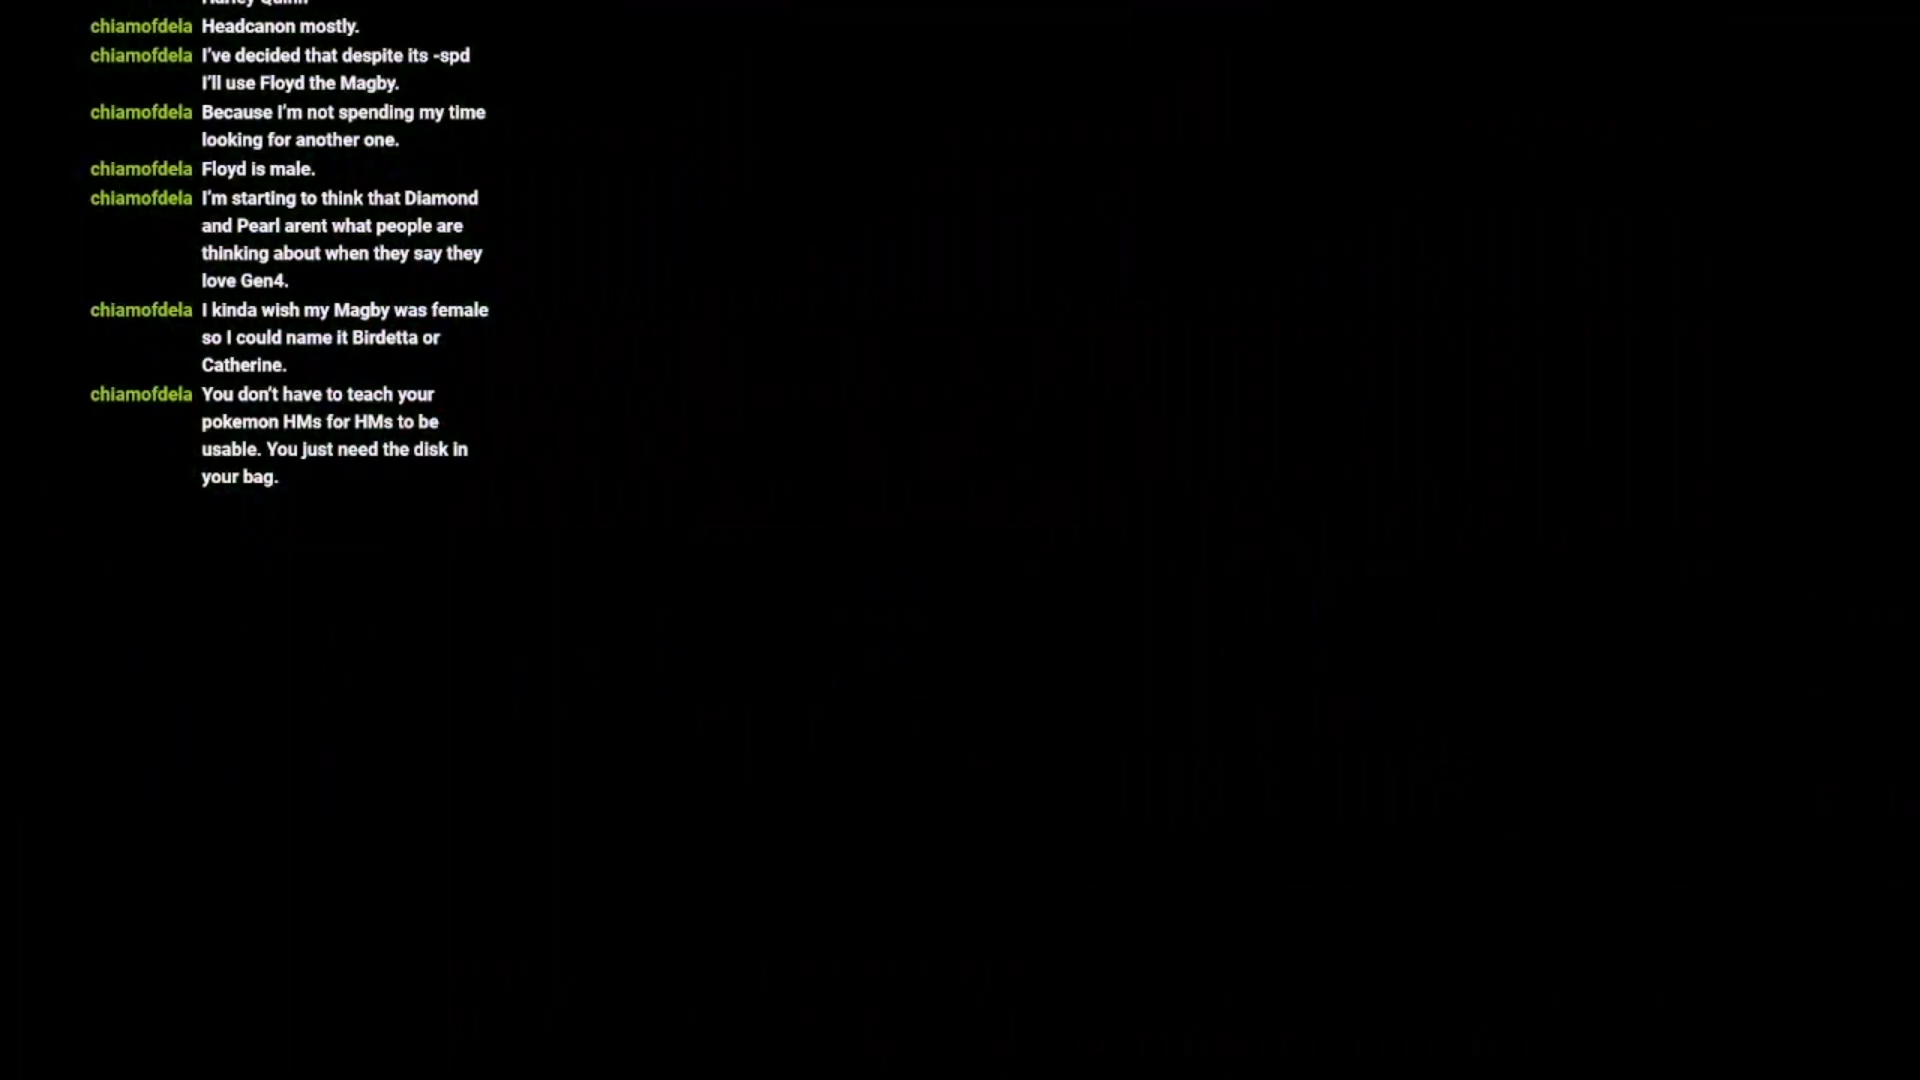 Harley Quinn
chiamofdela Headcanon mostly.
chiamofdela I've decided that despite its -spd
I'll use Floyd the Magby.
chiamofdela Because I'm not spending my time
looking for another one.
chiamofdela Floyd is male.
chiamofdela I'm starting to think that Diamond
and Pearl arent what people are
thinking about when they say they
love Gen4.
chiamofdela I kinda wish my Magby was female
so I could name it Birdetta or
Catherine.
chiamofdela You don't have to teach your
pokemon HMs for HMs to be
usable. You just need the disk in
your bag.